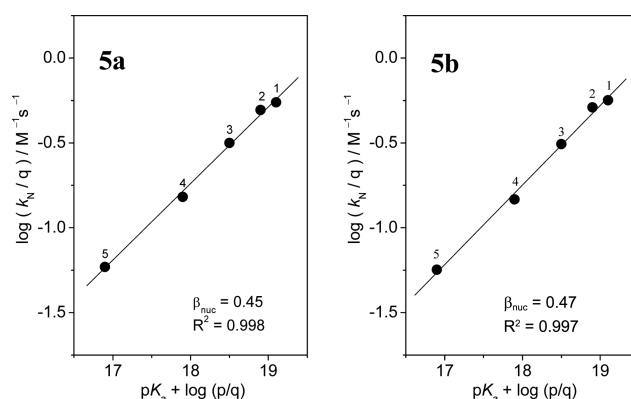 5a
0.0
-0.5
-1.0
-1.5
log ( kN / q ) / M⁻¹s⁻¹
1
2
3
4
5
βnuc = 0.45
R² = 0.998
17
18
19
pKa + log (p/q)
5b
0.0
-0.5
-1.0
-1.5
log ( kN / q ) / M⁻¹s⁻¹
1
2
3
4
5
βnuc = 0.47
R² = 0.997
17
18
19
pKa + log (p/q)